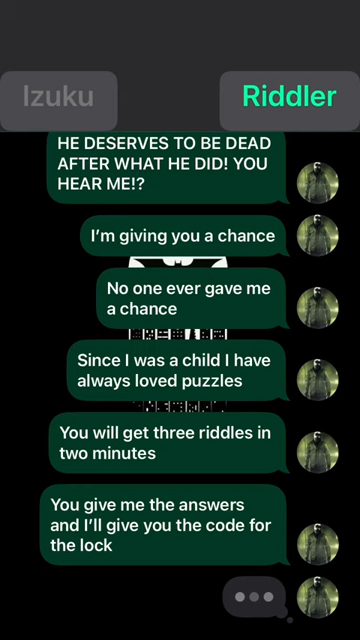 Izuku
Riddler
HE DESERVES TO BE DEAD
AFTER WHAT HE DID! YOU
HEAR ME!?
I'm giving you a chance
No one ever gave me
a chance
Since I was a child I have
always loved puzzles
You will get three riddles in
two minutes
You give me the answers
and I'll give you the code for
the lock